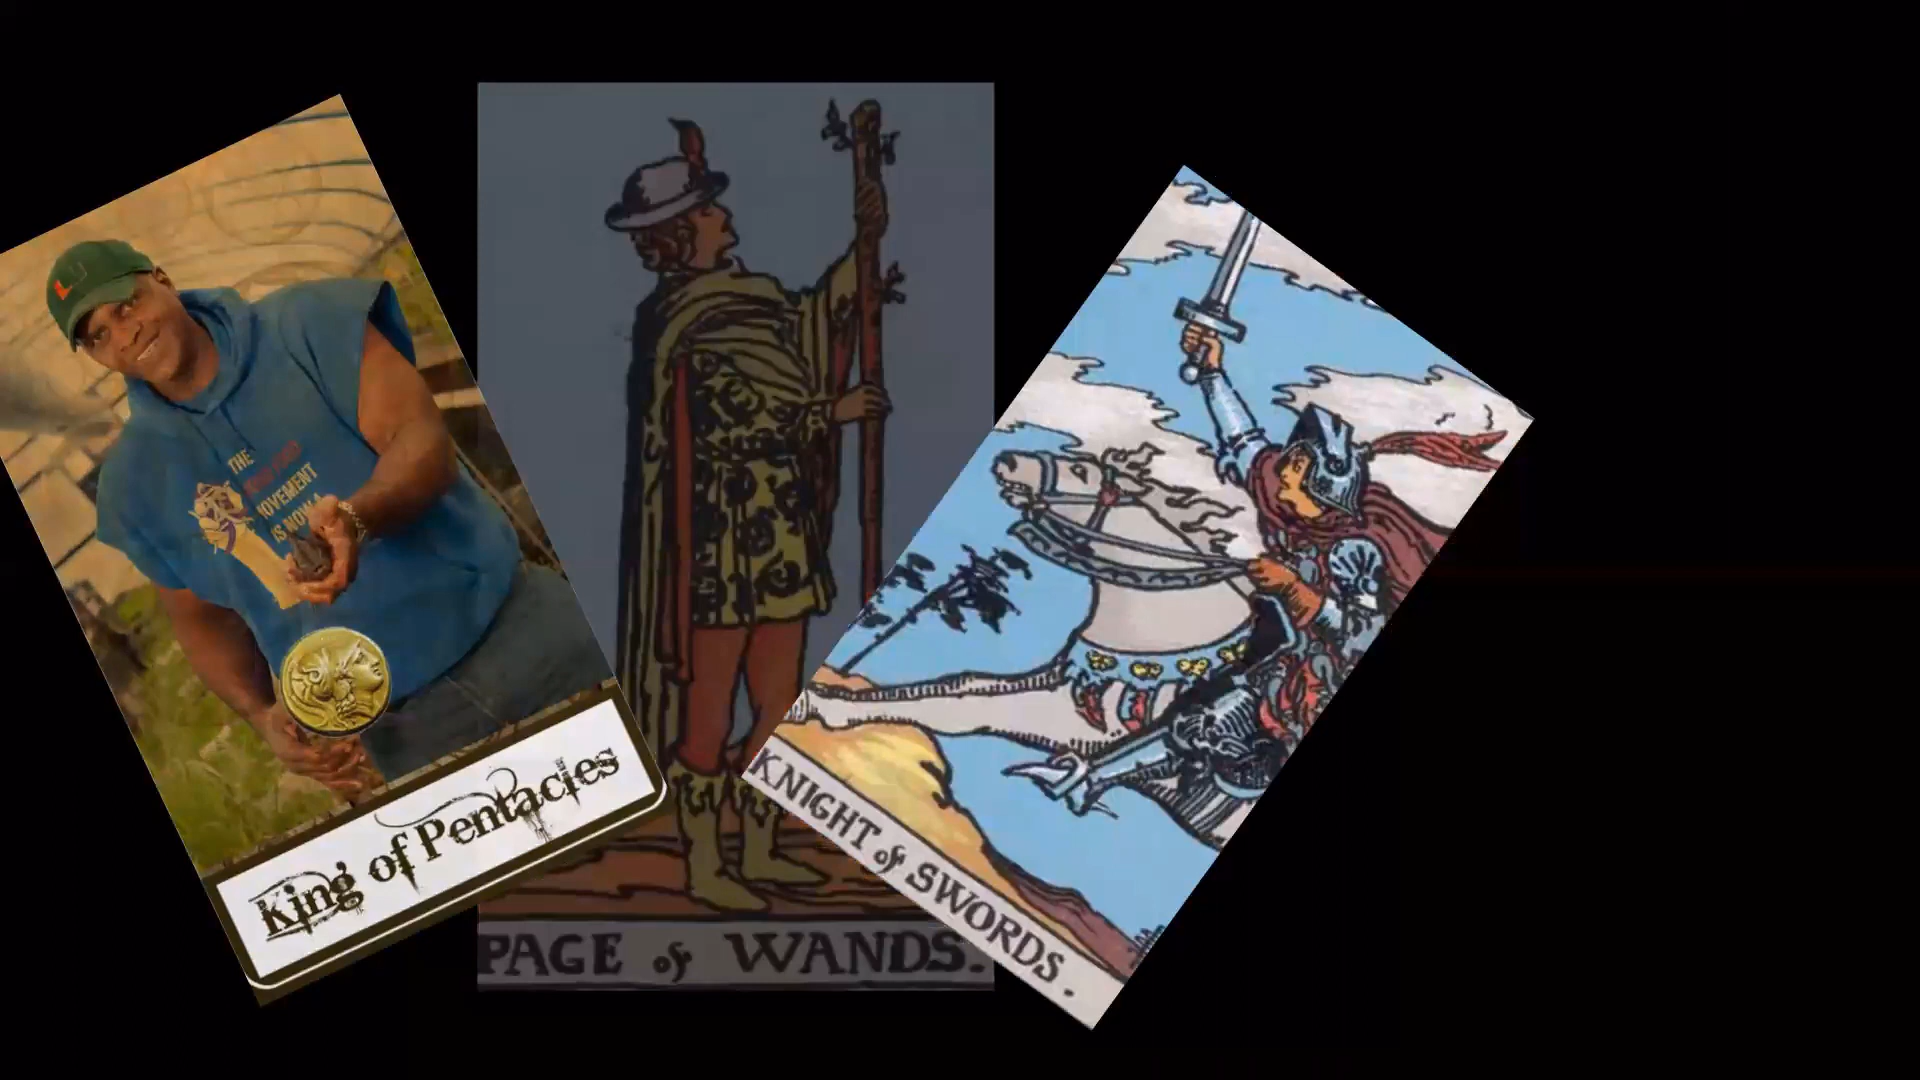 THE
MOVEMENT
IS NOW
King of Pentacles
PAGE of WANDS.
KNIGHT of SWORDS.